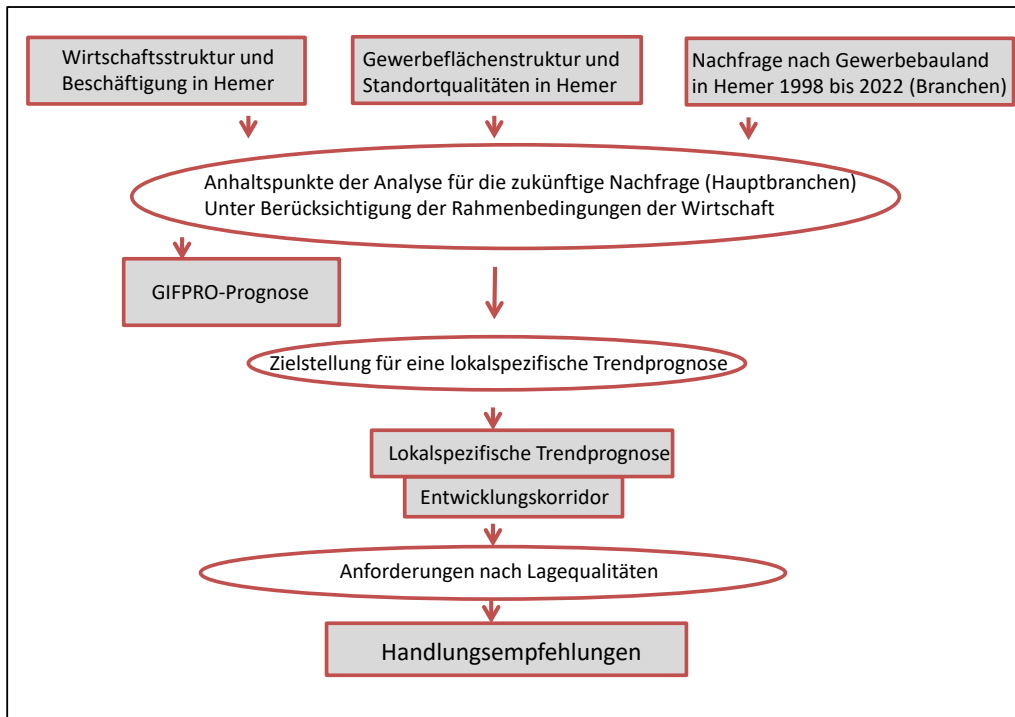 Wirtschaftsstruktur und
Beschäftigung in Hemer
Gewerbeflächenstruktur und
Standortqualitäten in Hemer
Nachfrage nach Gewerbebauland
in Hemer 1998 bis 2022 (Branchen)
Anhaltspunkte der Analyse für die zukünftige Nachfrage (Hauptbranchen)
Unter Berücksichtigung der Rahmenbedingungen der Wirtschaft
GIFPRO-Prognose
Zielstellung für eine lokalspezifische Trendprognose
Lokalspezifische Trendprognose
Entwicklungskorridor
Anforderungen nach Lagequalitäten
Handlungsempfehlungen